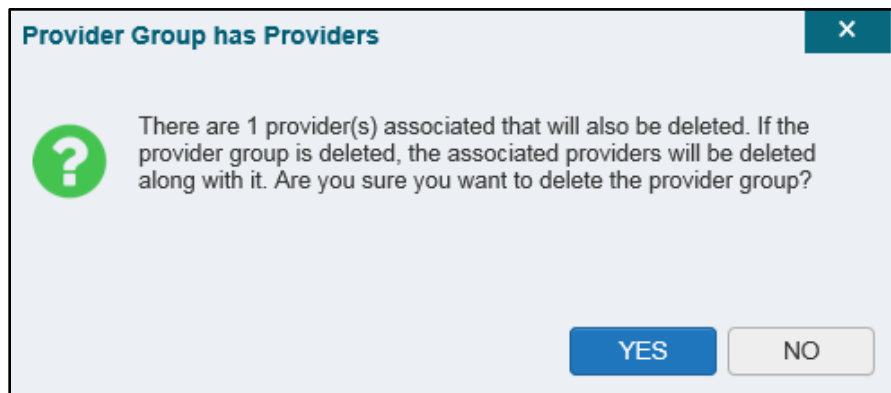 Provider Group has Providers
×
There are 1 provider(s) associated that will also be deleted. If the
provider group is deleted, the associated providers will be deleted
along with it. Are you sure you want to delete the provider group?
?
YES NO